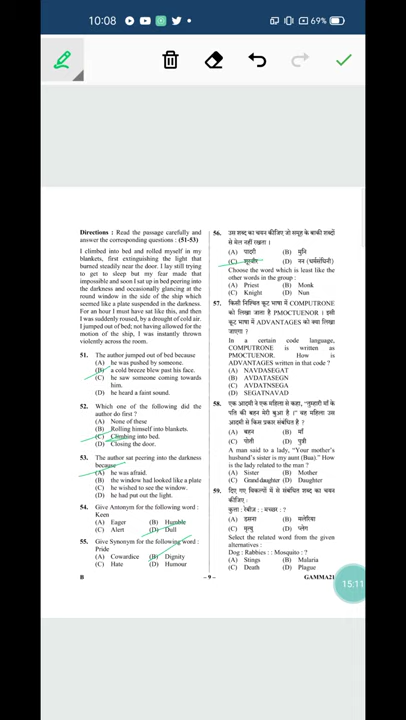 10:08
69%
Directions : Read the passage carefully and
answer the corresponding questions : (51-53)
I climbed into bed and rolled myself in my
blankets, first extinguishing the light that
burned steadily near the door. I lay still trying
to get to sleep but my fear made that
impossible and soon I sat up in bed peering into
the darkness and occasionally glancing at the
round window in the side of the ship which
seemed like a plate suspended in the darkness.
For an hour I must have sat like this, and then
I was suddenly roused, by a drought of cold air.
I jumped out of bed; not having allowed for the
motion of the ship, I was instantly thrown
violently across the room.
51. The author jumped out of bed because
(A) he was pushed by someone.
(B) a cold breeze blew past his face.
(C) he saw someone coming towards
him.
(D) he heard a faint sound.
52. Which one of the following did the
author do first ?
(A) None of these
(B) Rolling himself into blankets.
(C) Climbing into bed.
(D) Closing the door.
53. The author sat peering into the darkness
because
(A) he was afraid.
(B) the window had looked like a plate
(C) he wished to see the window.
(D) he had put out the light.
54. Give Antonym for the following word :
Keen
(A) Eager (B) Humble
(C) Alert (D) Dull
55. Give Synonym for the following word :
Pride
(A) Cowardice (B) Dignity
(C) Hate (D) Humour
B
56. उस शब्द का चयन कीजिए जो समूह के बाकी शब्दों
से मेल नहीं रखता ।
(A) पादरी (B) मुनि
(C) शूरवीर (D) नन (धर्मसंघिनी)
Choose the word which is least like the
other words in the group :
(A) Priest (B) Monk
(C) Knight (D) Nun
57. किसी निश्चित कूट भाषा में COMPUTRONE
को लिखा जाता है PMOCTUENOR । इसी
कूट भाषा में ADVANTAGES को क्या लिखा
जाएगा ?
In a certain code language,
COMPUTRONE is written as
PMOCTUENOR. How is
ADVANTAGES written in that code ?
(A) NAVDASEGAT
(B) AVDATASEGN
(C) AVDATNSEGA
(D) SEGATNAVAD
58. एक आदमी ने एक महिला से कहा, "तुम्हारी माँ के
पति की बहन मेरी बुआ है" । वह महिला उस
आदमी से किस प्रकार संबंधित है ?
(A) बहन (B) माँ
(C) पोती (D) पुत्री
A man said to a lady, "Your mother's
husband's sister is my aunt (Bua)." How
is the lady related to the man ?
(A) Sister (B) Mother
(C) Grand daughter (D) Daughter
59. दिए गए विकल्पों में से संबंधित शब्द का चयन
कीजिए :
कुत्ता : रेबीज : : मच्छर : ?
(A) डसना (B) मलेरिया
(C) मृत्यु (D) प्लेग
Select the related word from the given
alternatives :
Dog : Rabbies : : Mosquito : ?
(A) Stings (B) Malaria
(C) Death (D) Plague
- 9 -
GAMMA21
15:11